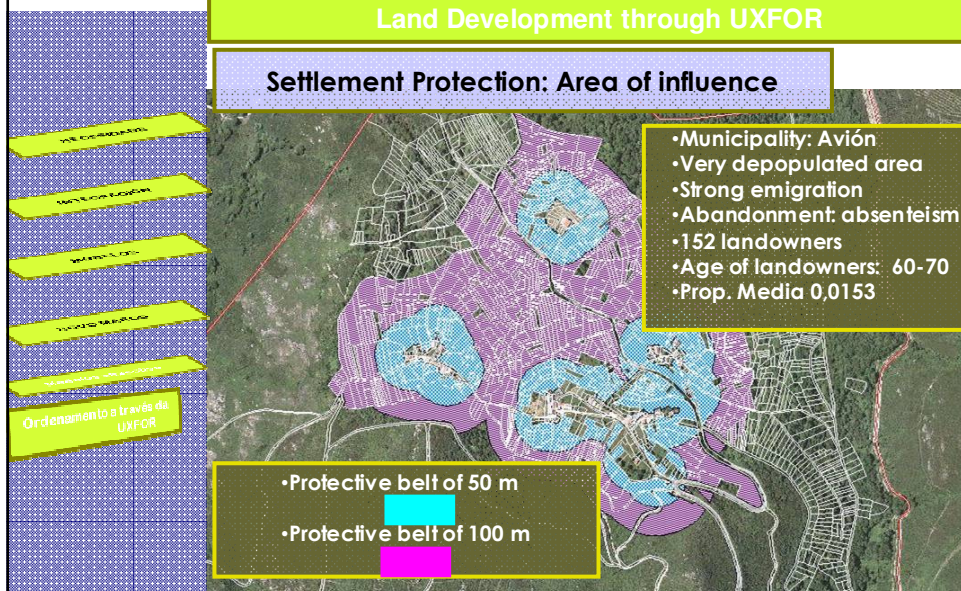 Land Development through UXFOR
Settlement Protection: Area of influence
•Municipality: Avión
•Very depopulated area
•Strong emigration
•Abandonment: absenteism
•152 landowners
•Age of landowners: 60-70
•Prop. Media 0,0153
Ordenamento a través da
UXFOR
•Protective belt of 50 m
•Protective belt of 100 m